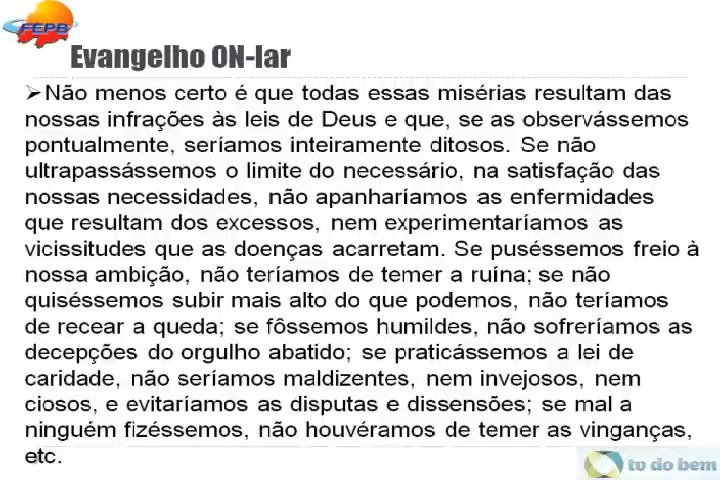 FEPB
Evangelho ON-lar
➢Não menos certo é que todas essas misérias resultam das
nossas infrações às leis de Deus e que, se as observássemos
pontualmente, seríamos inteiramente ditosos. Se não
ultrapassássemos o limite do necessário, na satisfação das
nossas necessidades, não apanharíamos as enfermidades
que resultam dos excessos, nem experimentaríamos as
vicissitudes que as doenças acarretam. Se puséssemos freio à
nossa ambição, não teríamos de temer a ruína; se não
quiséssemos subir mais alto do que podemos, não teríamos
de recear a queda; se fôssemos humildes, não sofreríamos as
decepções do orgulho abatido; se praticássemos a lei de
caridade, não seríamos maldizentes, nem invejosos, nem
ciosos, e evitaríamos as disputas e dissensões; se mal a
ninguém fizéssemos, não houvéramos de temer as vinganças,
etc.
tv do bem